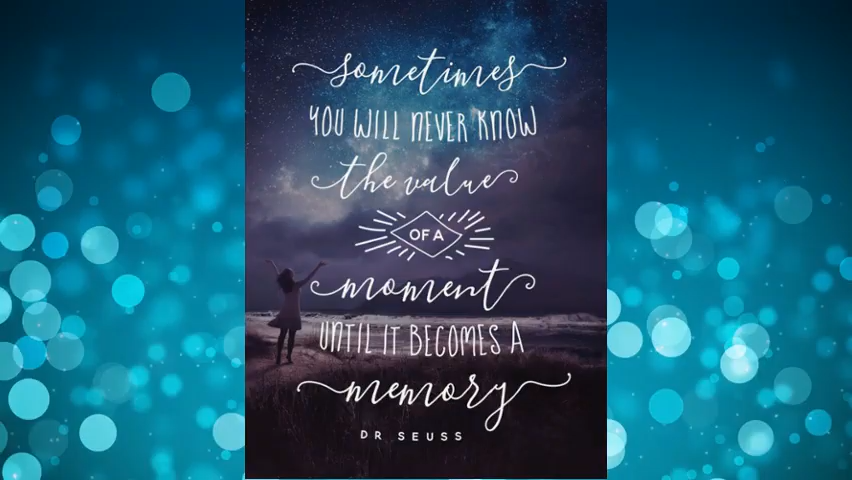 sometimes
YOU WILL NEVER KNOW
the value
OF A
moment
UNTIL IT BECOMES A
memory
DR SEUSS